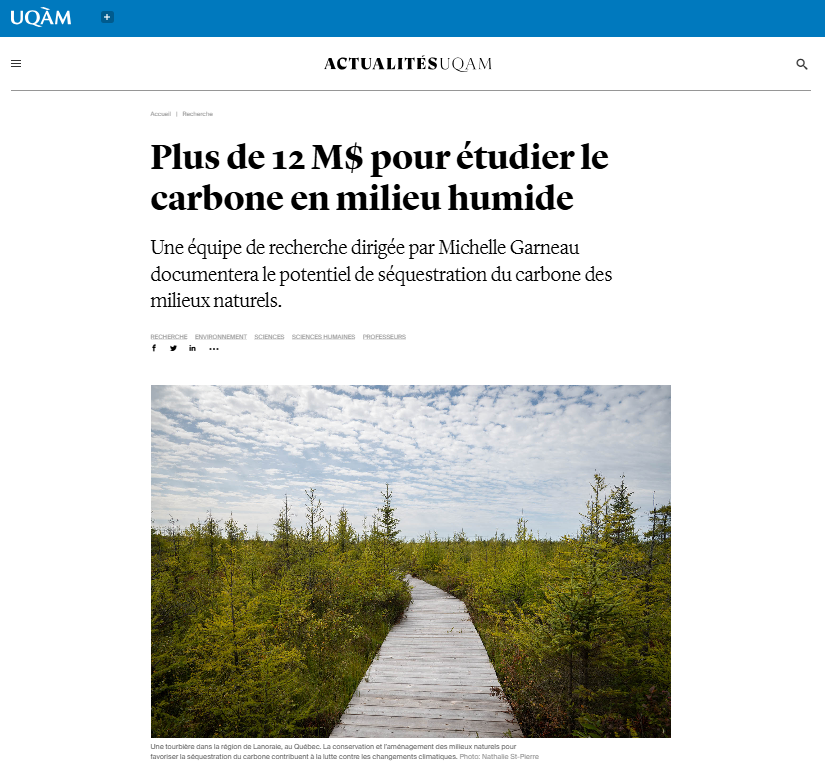 UQÀM
ACTUALITÉSUQAM
Accueil | Recherche
Plus de 12 M$ pour étudier le
carbone en milieu humide
Une équipe de recherche dirigée par Michelle Garneau
documentera le potentiel de séquestration du carbone des
milieux naturels.
RECHERCHE ENVIRONNEMENT SCIENCES SCIENCES HUMAINES PROFESSEURS
Une tourbière dans la région de Lanoraie, au Québec. La conservation et l'aménagement des milieux naturels pour
favoriser la séquestration du carbone contribuent à la lutte contre les changements climatiques. Photo: Nathalie St-Pierre